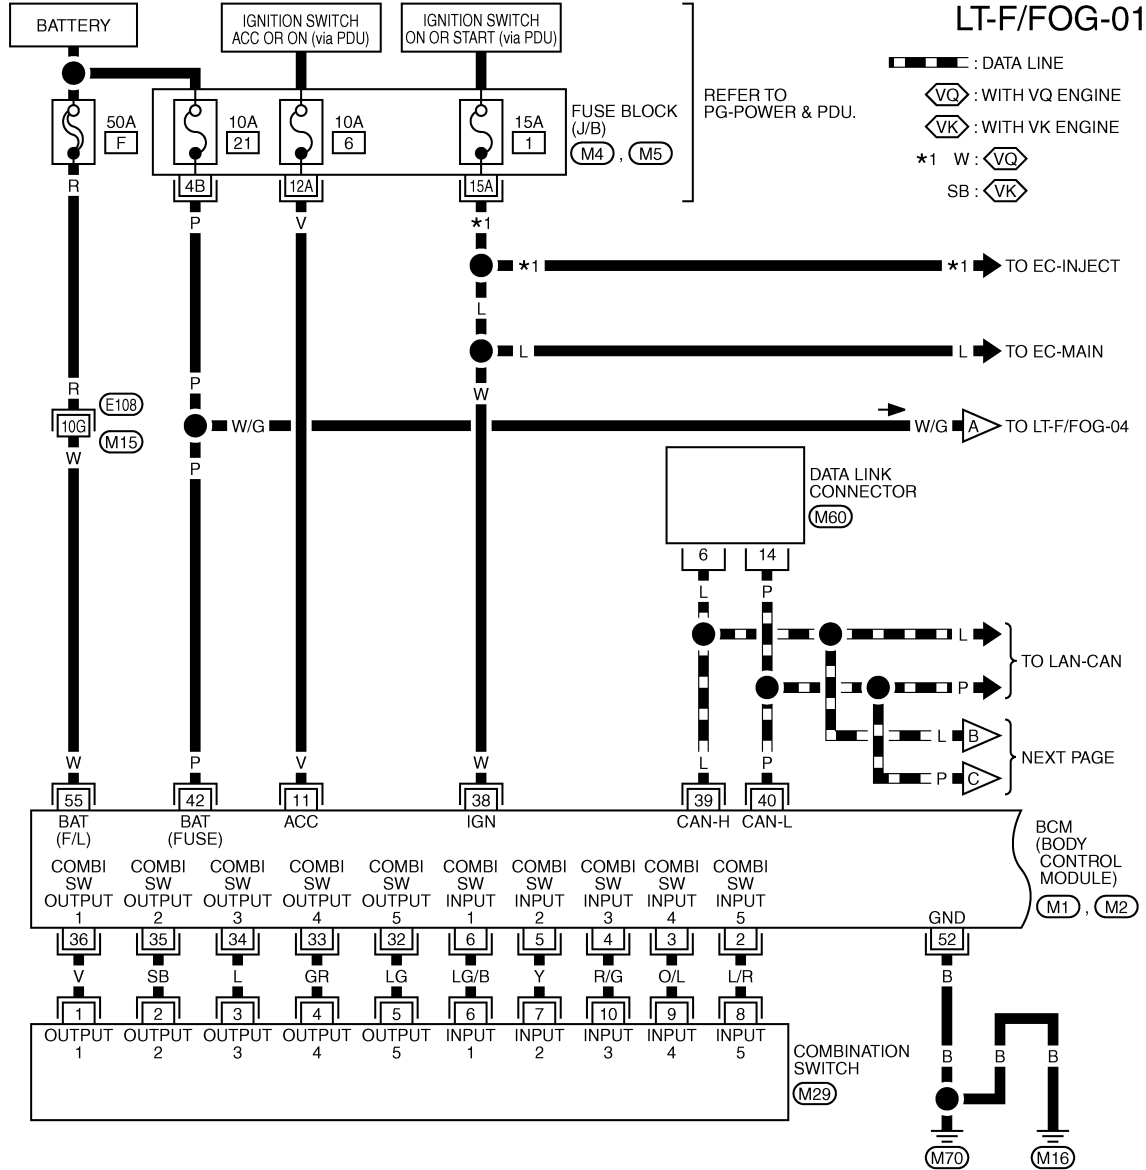 LT-F/FOG-01
BATTERY
IGNITION SWITCH
ACC OR ON (via PDU)
IGNITION SWITCH
ON OR START (via PDU)
: DATA LINE
VQ : WITH VQ ENGINE
VK : WITH VK ENGINE
*1 W : VQ
SB : VK
50A
F
10A
21
10A
6
15A
1
FUSE BLOCK
(J/B)
M4 , M5
REFER TO
PG-POWER & PDU.
4B 12A 15A
R P V *1
*1 *1 TO EC-INJECT
L
L L TO EC-MAIN
R P W
10G
E108
M15
W/G W/G A TO LT-F/FOG-04
W P
DATA LINK
CONNECTOR
M60
6 14
L P
L
P
TO LAN-CAN
L B
P C
NEXT PAGE
W P V W L P
55 42 11 38 39 40
BAT
(F/L)
BAT
(FUSE)
ACC
IGN
CAN-H
CAN-L
BCM
(BODY
CONTROL
MODULE)
M1 , M2
COMBI
SW
OUTPUT
1
COMBI
SW
OUTPUT
2
COMBI
SW
OUTPUT
3
COMBI
SW
OUTPUT
4
COMBI
SW
OUTPUT
5
COMBI
SW
INPUT
1
COMBI
SW
INPUT
2
COMBI
SW
INPUT
3
COMBI
SW
INPUT
4
COMBI
SW
INPUT
5
GND
36 35 34 33 32 6 5 4 3 2 52
V SB L GR LG LG/B Y R/G O/L L/R B
1 2 3 4 5 6 7 10 9 8
OUTPUT
1
OUTPUT
2
OUTPUT
3
OUTPUT
4
OUTPUT
5
INPUT
1
INPUT
2
INPUT
3
INPUT
4
INPUT
5
COMBINATION
SWITCH
M29
B B B
M70 M16